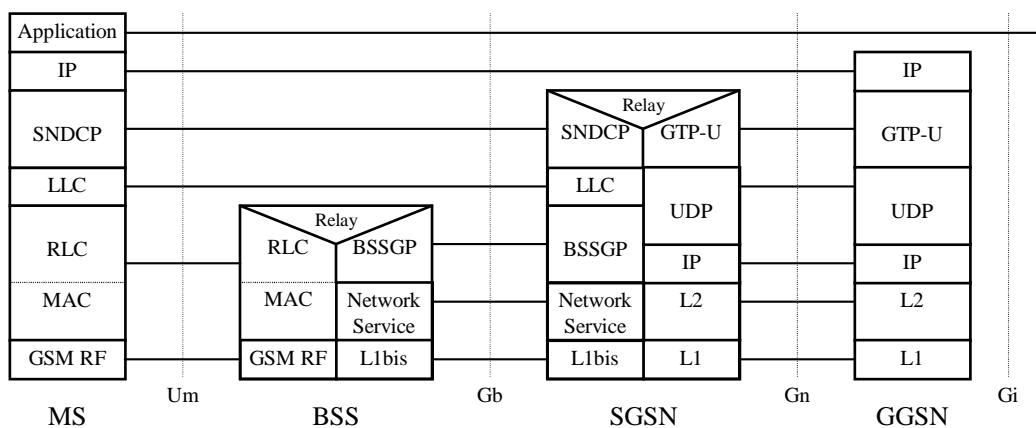 Application
IP
IP
Relay
SNDCP
SNDCP
GTP-U
GTP-U
LLC
LLC
UDP
UDP
Relay
RLC
RLC
BSSGP
BSSGP
IP
IP
MAC
MAC
Network
Service
Network
Service
L2
L2
GSM RF
GSM RF
L1bis
L1bis
L1
L1
Um
Gb
Gn
Gi
MS
BSS
SGSN
GGSN